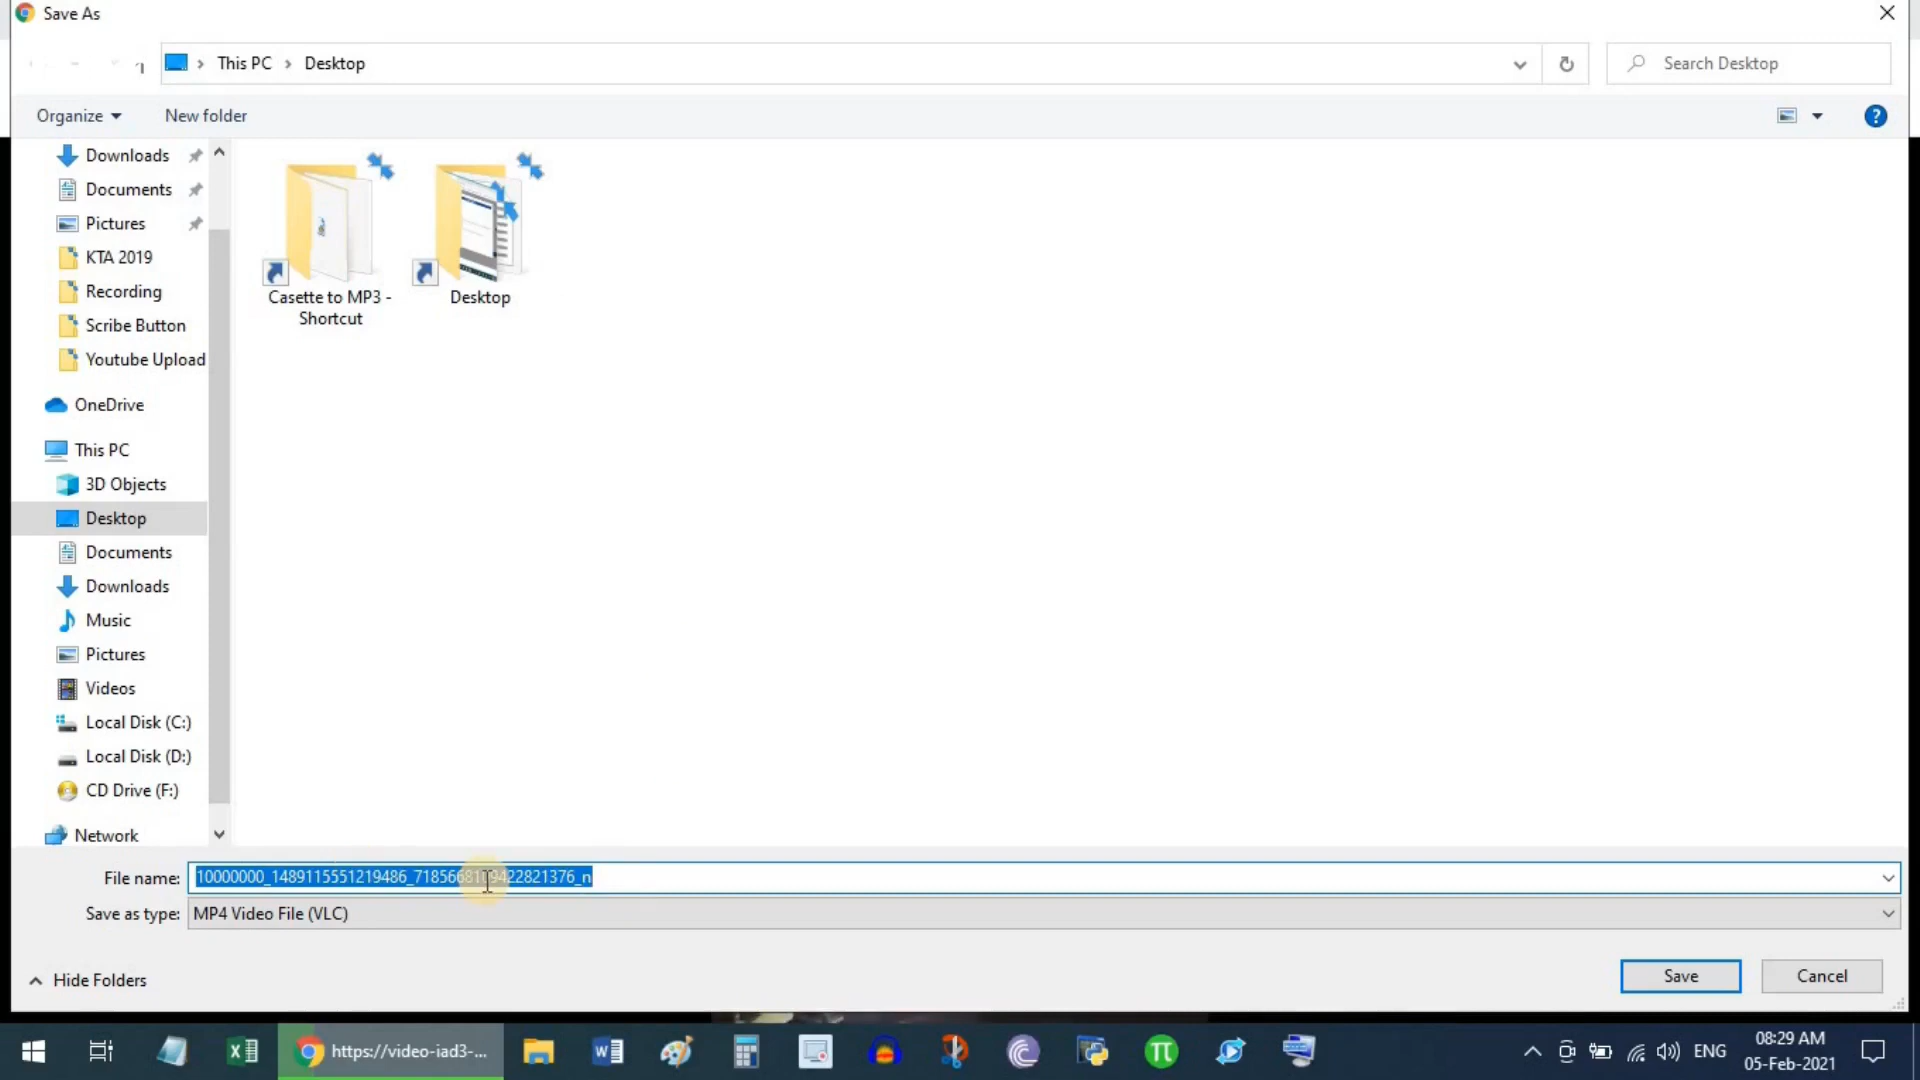 Save As
This PC
Desktop
Search Desktop
Organize
New folder
Downloads
Documents
Pictures
KTA 2019
Recording
Scribe Button
Youtube Upload
OneDrive
This PC
3D Objects
Desktop
Documents
Downloads
Music
Pictures
Videos
Local Disk (C:)
Local Disk (D:)
CD Drive (F:)
Network
Casette to MP3 -
Shortcut
Desktop
File name:
Save as type: MP4 Video File (VLC)
Hide Folders
Save
Cancel
https://video-iad3-...
ENG
08:29 AM
05-Feb-2021